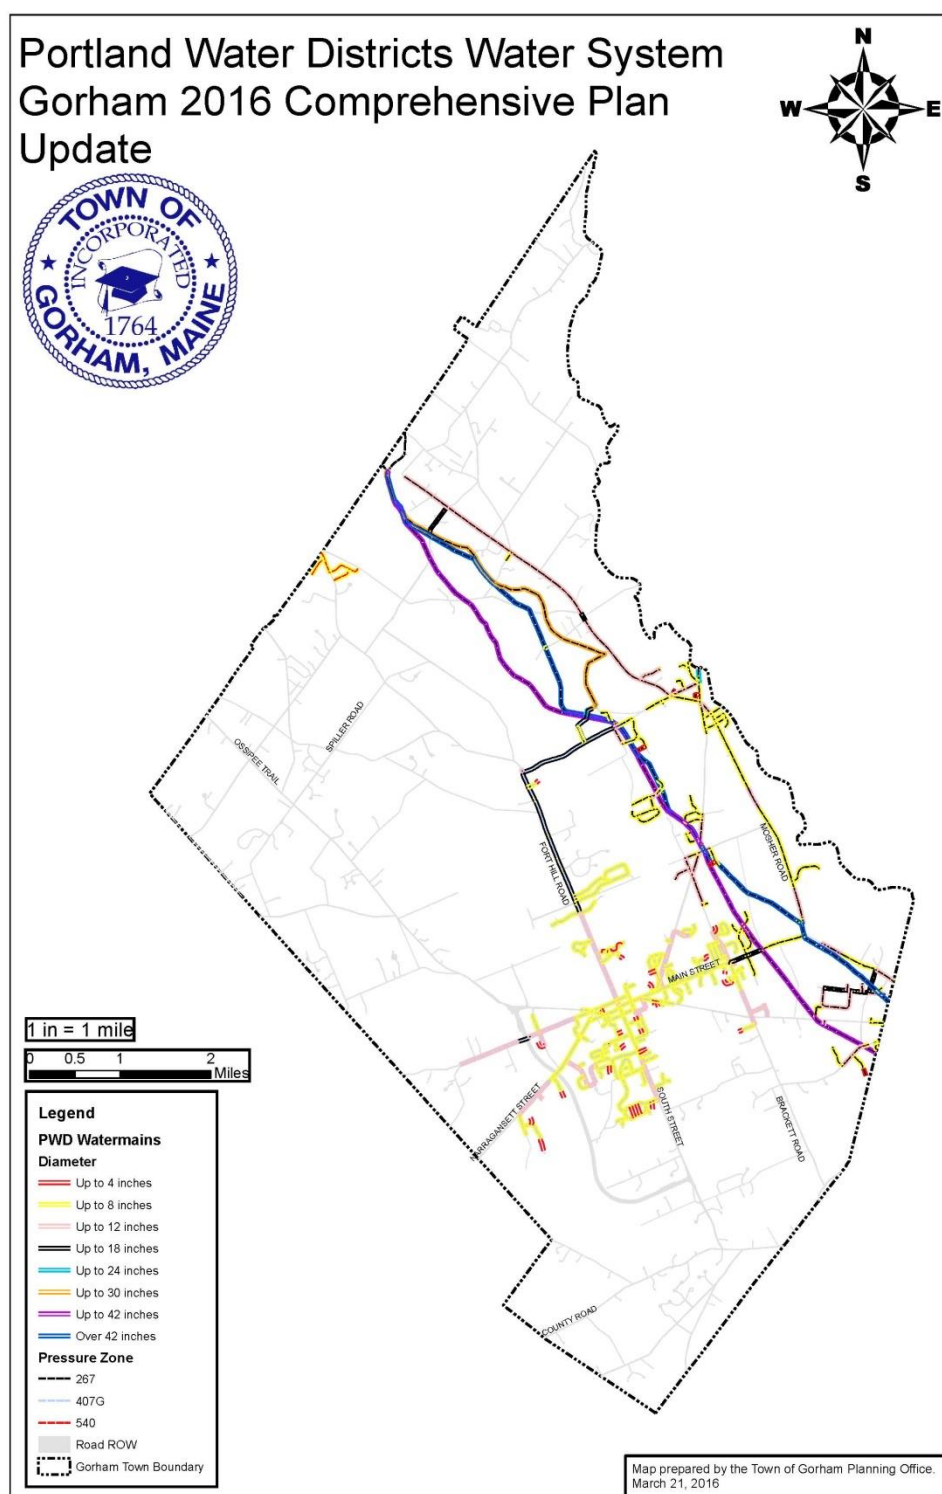 Portland Water Districts Water System
Gorham 2016 Comprehensive Plan
Update
N
W
E
S
TOWN OF
INCORPORATED
1764
GORHAM, MAINE
SPILLER ROAD
OSSIPEE TRAIL
FORT HILL ROAD
MOSHER ROAD
MAIN STREET
NARRAGANSETT STREET
SOUTH STREET
BRACKETT ROAD
COUNTY ROAD
1 in = 1 mile
0 0.5 1 2
Miles
Legend
PWD Watermains
Diameter
Up to 4 inches
Up to 8 inches
Up to 12 inches
Up to 18 inches
Up to 24 inches
Up to 30 inches
Up to 42 inches
Over 42 inches
Pressure Zone
267
407G
540
Road ROW
Gorham Town Boundary
Map prepared by the Town of Gorham Planning Office.
March 21, 2016